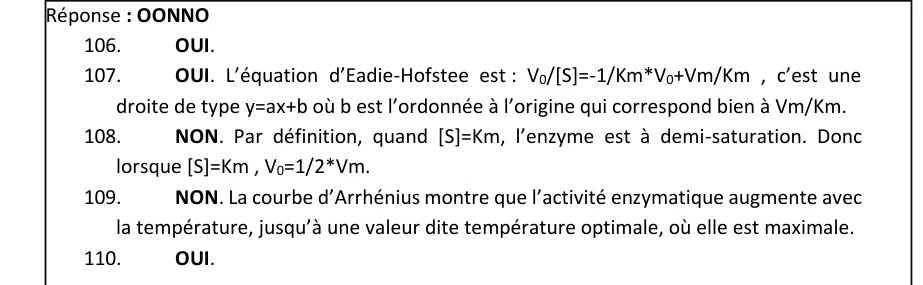 Réponse : OONNO
106. OUI.
107. OUI. L’équation d’Eadie-Hofstee est : V₀/[S]=-1/Km*V₀+Vm/Km , c’est une
droite de type y=ax+b où b est l’ordonnée à l’origine qui correspond bien à Vm/Km.
108. NON. Par définition, quand [S]=Km, l’enzyme est à demi-saturation. Donc
lorsque [S]=Km , V₀=1/2*Vm.
109. NON. La courbe d’Arrhénius montre que l’activité enzymatique augmente avec
la température, jusqu’à une valeur dite température optimale, où elle est maximale.
110. OUI.